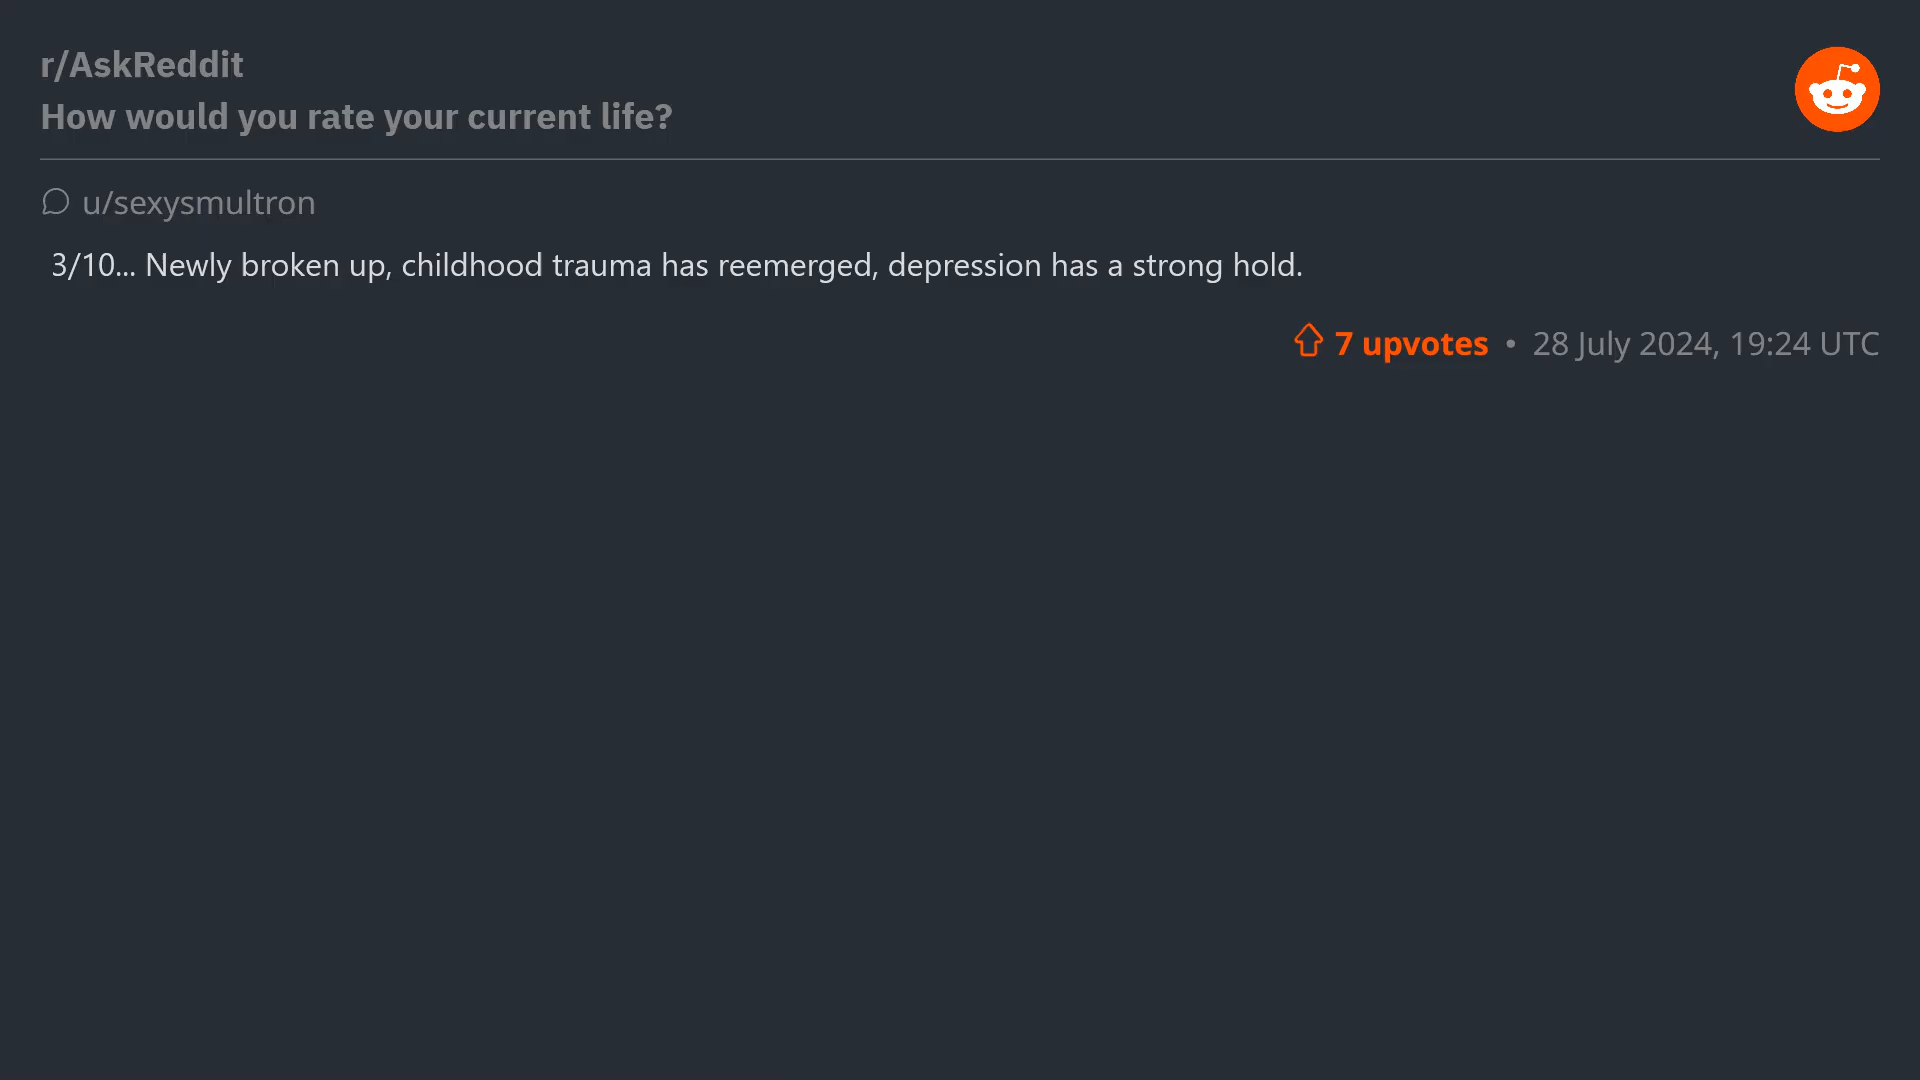 r/AskReddit
How would you rate your current life?
u/sexysmultron
3/10... Newly broken up, childhood trauma has reemerged, depression has a strong hold.
7 upvotes • 28 July 2024, 19:24 UTC